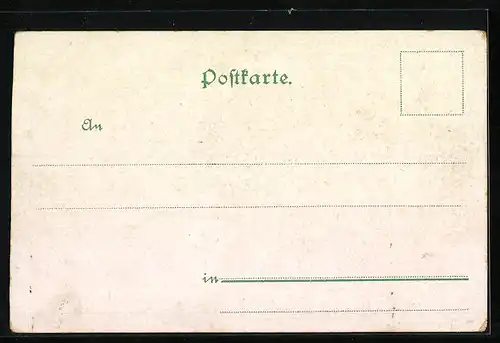 Postkarte.
An
in